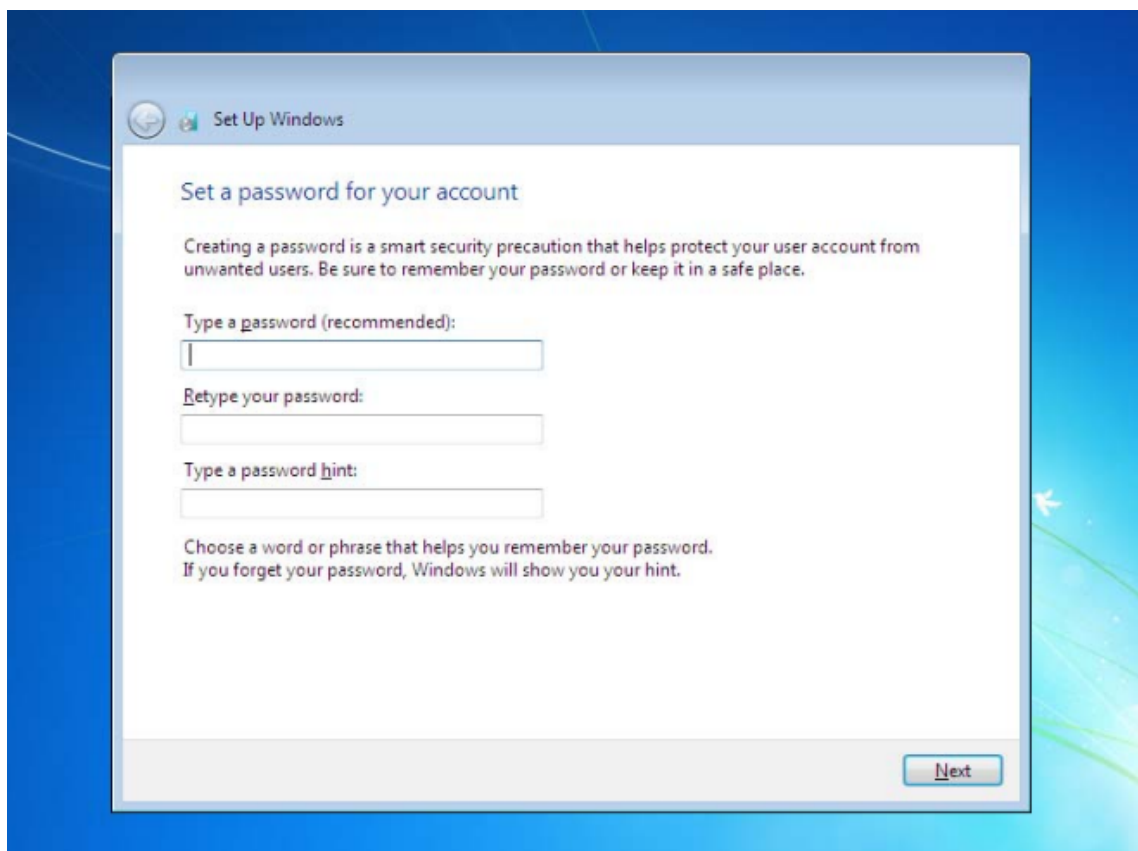 Set Up Windows
Set a password for your account
Creating a password is a smart security precaution that helps protect your user account from
unwanted users. Be sure to remember your password or keep it in a safe place.
Type a password (recommended):
Retype your password:
Type a password hint:
Choose a word or phrase that helps you remember your password.
If you forget your password, Windows will show you your hint.
Next